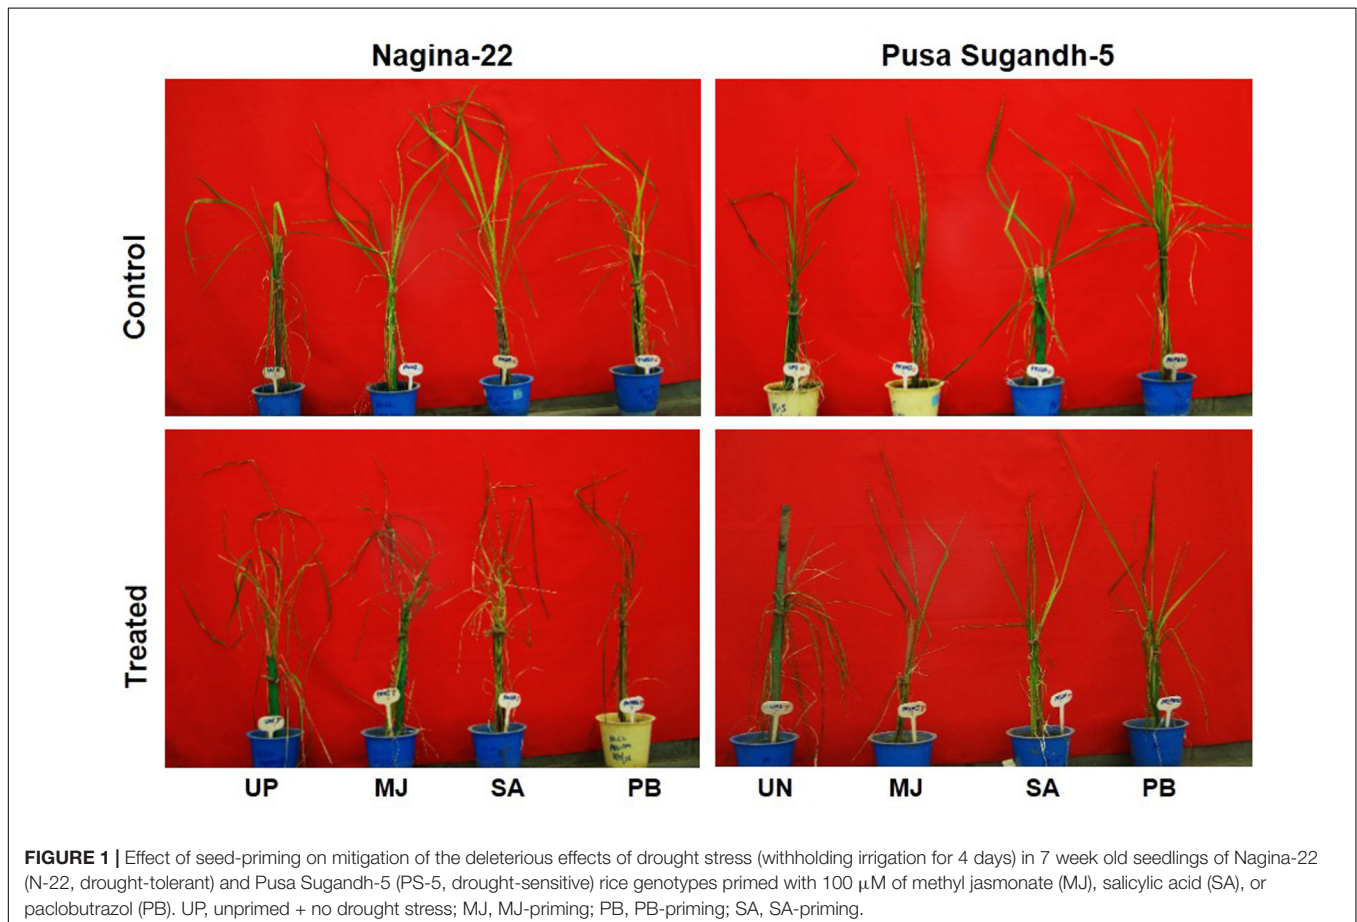 Nagina-22
Pusa Sugandh-5
Control
Treated
UP
MJ
SA
PB
UN
MJ
SA
PB
FIGURE 1 | Effect of seed-priming on mitigation of the deleterious effects of drought stress (withholding irrigation for 4 days) in 7 week old seedlings of Nagina-22
(N-22, drought-tolerant) and Pusa Sugandh-5 (PS-5, drought-sensitive) rice genotypes primed with 100 μM of methyl jasmonate (MJ), salicylic acid (SA), or
paclobutrazol (PB). UP, unprimed + no drought stress; MJ, MJ-priming; PB, PB-priming; SA, SA-priming.